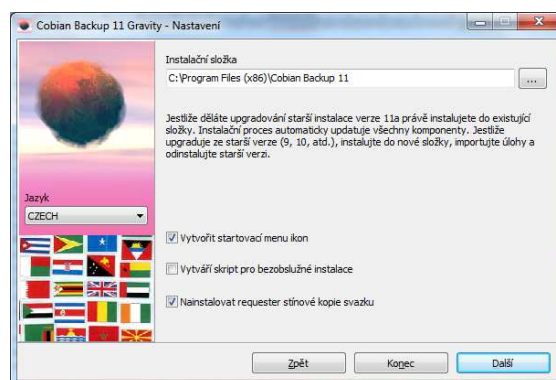 Cobian Backup 11 Gravity - Nastavení
Instalační složka
C:\Program Files (x86)\Cobian Backup 11
...
Jestliže děláte upgradování starší instalace verze 11a právě instalujete do existující
složky. Instalační proces automaticky updatuje všechny komponenty. Jestliže
upgraduje ze starší verze (9, 10, atd.), instalujte do nové složky, importujte úlohy a
odinstalujte starší verzi.
Jazyk
CZECH
Vytvořit startovací menu ikon
Vytváří skript pro bezobslužné instalace
Nainstalovat requester stínové kopie svazku
Zpět
Konec
Další